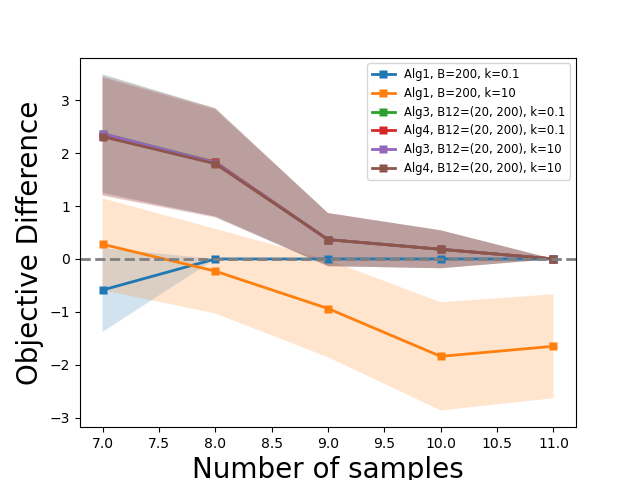 Alg1, B=200, k=0.1
Alg1, B=200, k=10
Alg3, B12=(20, 200), k=0.1
Alg4, B12=(20, 200), k=0.1
Alg3, B12=(20, 200), k=10
Alg4, B12=(20, 200), k=10
Objective Difference
3
2
1
0
−1
−2
−3
7.0 7.5 8.0 8.5 9.0 9.5 10.0 10.5 11.0
Number of samples